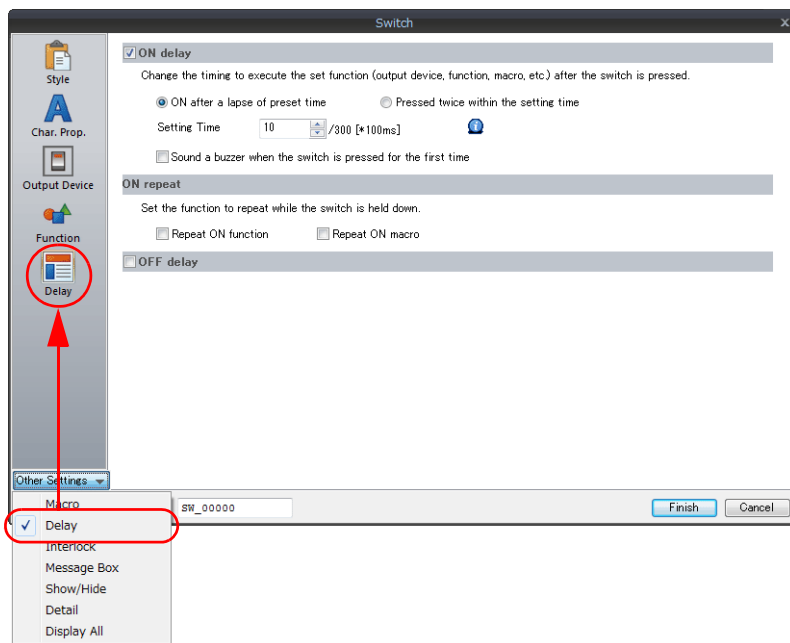 Switch
x
Style
Char. Prop.
Output Device
Function
Delay
Other Settings
ON delay
Change the timing to execute the set function (output device, function, macro, etc.) after the switch is pressed.
ON after a lapse of preset time Pressed twice within the setting time
Setting Time 10 /300 [*100ms]
Sound a buzzer when the switch is pressed for the first time
ON repeat
Set the function to repeat while the switch is held down.
Repeat ON function Repeat ON macro
OFF delay
SW_00000 Finish Cancel
Macro
Delay
Interlock
Message Box
Show/Hide
Detail
Display All